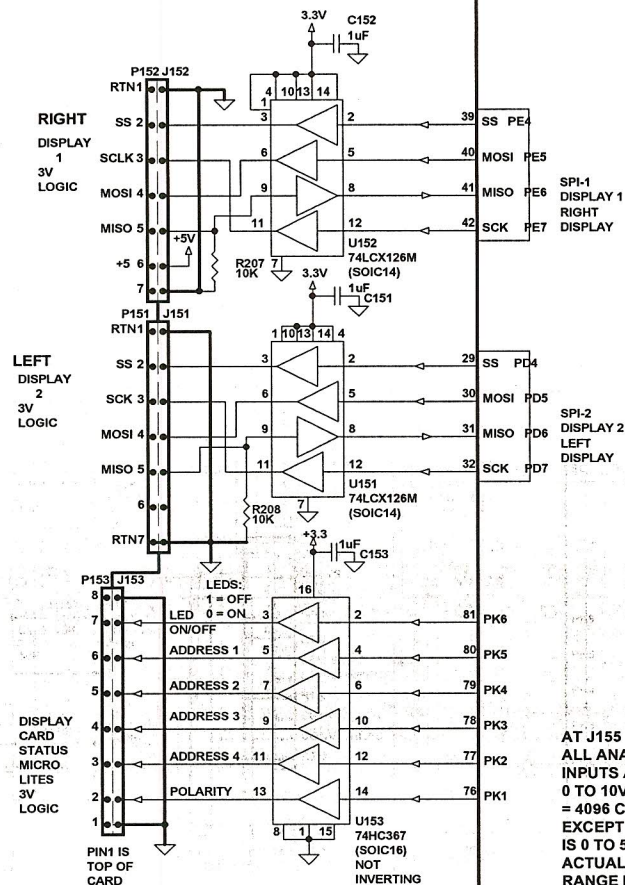 3.3V
C152
1uF
P152 J152
RTN1
4 10 13 14
1
RIGHT
DISPLAY
1
3V
LOGIC
SS 2
3
2
39
SS PE4
SCLK 3
6
5
40
MOSI PE5
MOSI 4
9
8
41
MISO PE6
MISO 5
11
12
42
SCK PE7
SPI-1
DISPLAY 1
RIGHT
DISPLAY
+5V
+5 6
7
R207
10K
7
U152
74LCX126M
(SOIC14)
3.3V
1uF
C151
P151 J151
RTN1
1 10 13 14 4
LEFT
DISPLAY
2
3V
LOGIC
SS 2
3
2
29
SS PD4
SCK 3
6
5
30
MOSI PD5
MOSI 4
9
8
31
MISO PD6
MISO 5
11
12
32
SCK PD7
SPI-2
DISPLAY 2
LEFT
DISPLAY
6
RTN7
R208
10K
7
U151
74LCX126M
(SOIC14)
+3.3
1uF
C153
P153 J153
LEDS:
1 = OFF
0 = ON
16
8
7
LED
ON/OFF
3
2
81
PK6
6
ADDRESS 1
5
4
80
PK5
5
ADDRESS 2
7
6
79
PK4
4
ADDRESS 3
9
10
78
PK3
3
ADDRESS 4
11
12
77
PK2
2
POLARITY
13
14
76
PK1
1
DISPLAY
CARD
STATUS
MICRO
LITES
3V
LOGIC
8 1 15
U153
74HC367
(SOIC16)
NOT
INVERTING
PIN1 IS
TOP OF
CARD
AT J155
ALL ANA
INPUTS
0 TO 10V
= 4096 C
EXCEPT
IS 0 TO 5
ACTUAL
RANGE